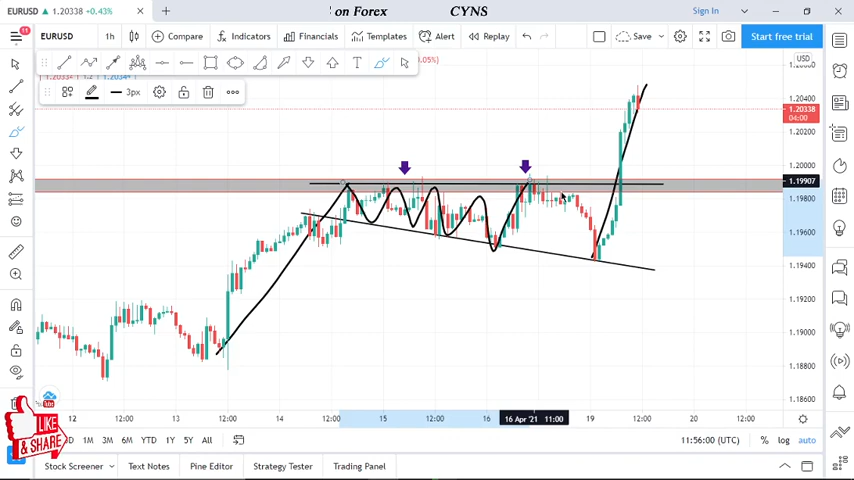 EURUSD ▲ 1.20338 +0.43%
on Forex CYNS
Sign In
11
EURUSD 1h Compare Indicators Financials Templates Alert Replay Save Start free trial
USD
3px
1.20400
1.20338
04:00
1.20200
1.20000
1.19907
1.19800
1.19600
1.19400
1.19200
1.19000
1.18800
1.18600
12 12:00 13 12:00 14 12:00 15 12:00 16 16 Apr '21 11:00 19 12:00 20 12:00
LIKE
& SHARE
1M 3M 6M YTD 1Y 5Y All
11:56:00 (UTC) % log auto
Stock Screener Text Notes Pine Editor Strategy Tester Trading Panel